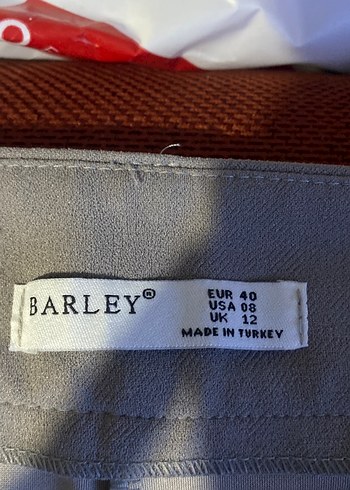 BARLEY®
EUR 40
USA 08
UK 12
MADE IN TURKEY